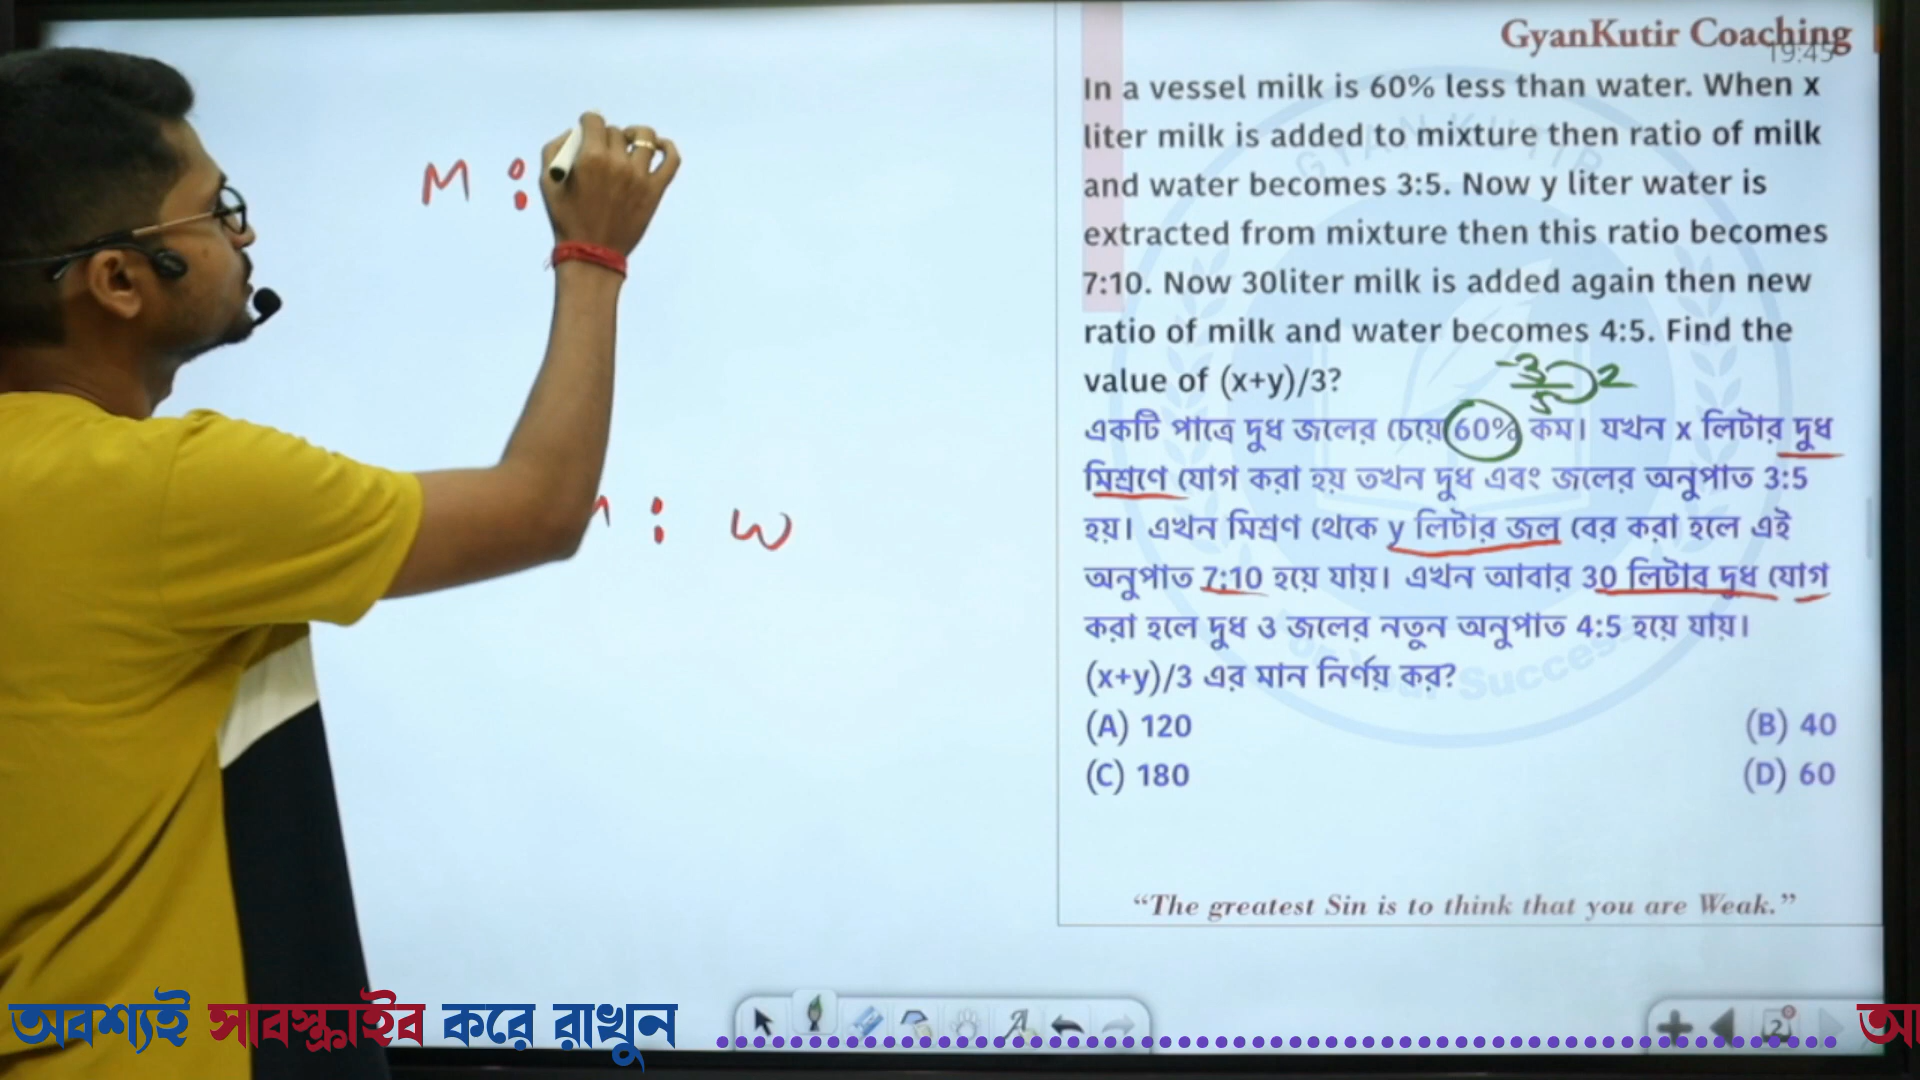 GyanKutir Coaching
19:45
In a vessel milk is 60% less than water. When x
liter milk is added to mixture then ratio of milk
and water becomes 3:5. Now y liter water is
extracted from mixture then this ratio becomes
7:10. Now 30liter milk is added again then new
ratio of milk and water becomes 4:5. Find the
value of (x+y)/3?
-3/5 2
একটি পাত্রে দুধ জলের চেয়ে 60% কম। যখন x লিটার দুধ
মিশ্রণে যোগ করা হয় তখন দুধ এবং জলের অনুপাত 3:5
হয়। এখন মিশ্রণ থেকে y লিটার জল বের করা হলে এই
অনুপাত 7:10 হয়ে যায়। এখন আবার 30 লিটার দুধ যোগ
করা হলে দুধ ও জলের নতুন অনুপাত 4:5 হয়ে যায়।
(x+y)/3 এর মান নির্ণয় কর?
(A) 120 (B) 40
(C) 180 (D) 60
"The greatest Sin is to think that you are Weak."
M :
: W
অবশ্যই সাবস্ক্রাইব করে রাখুন